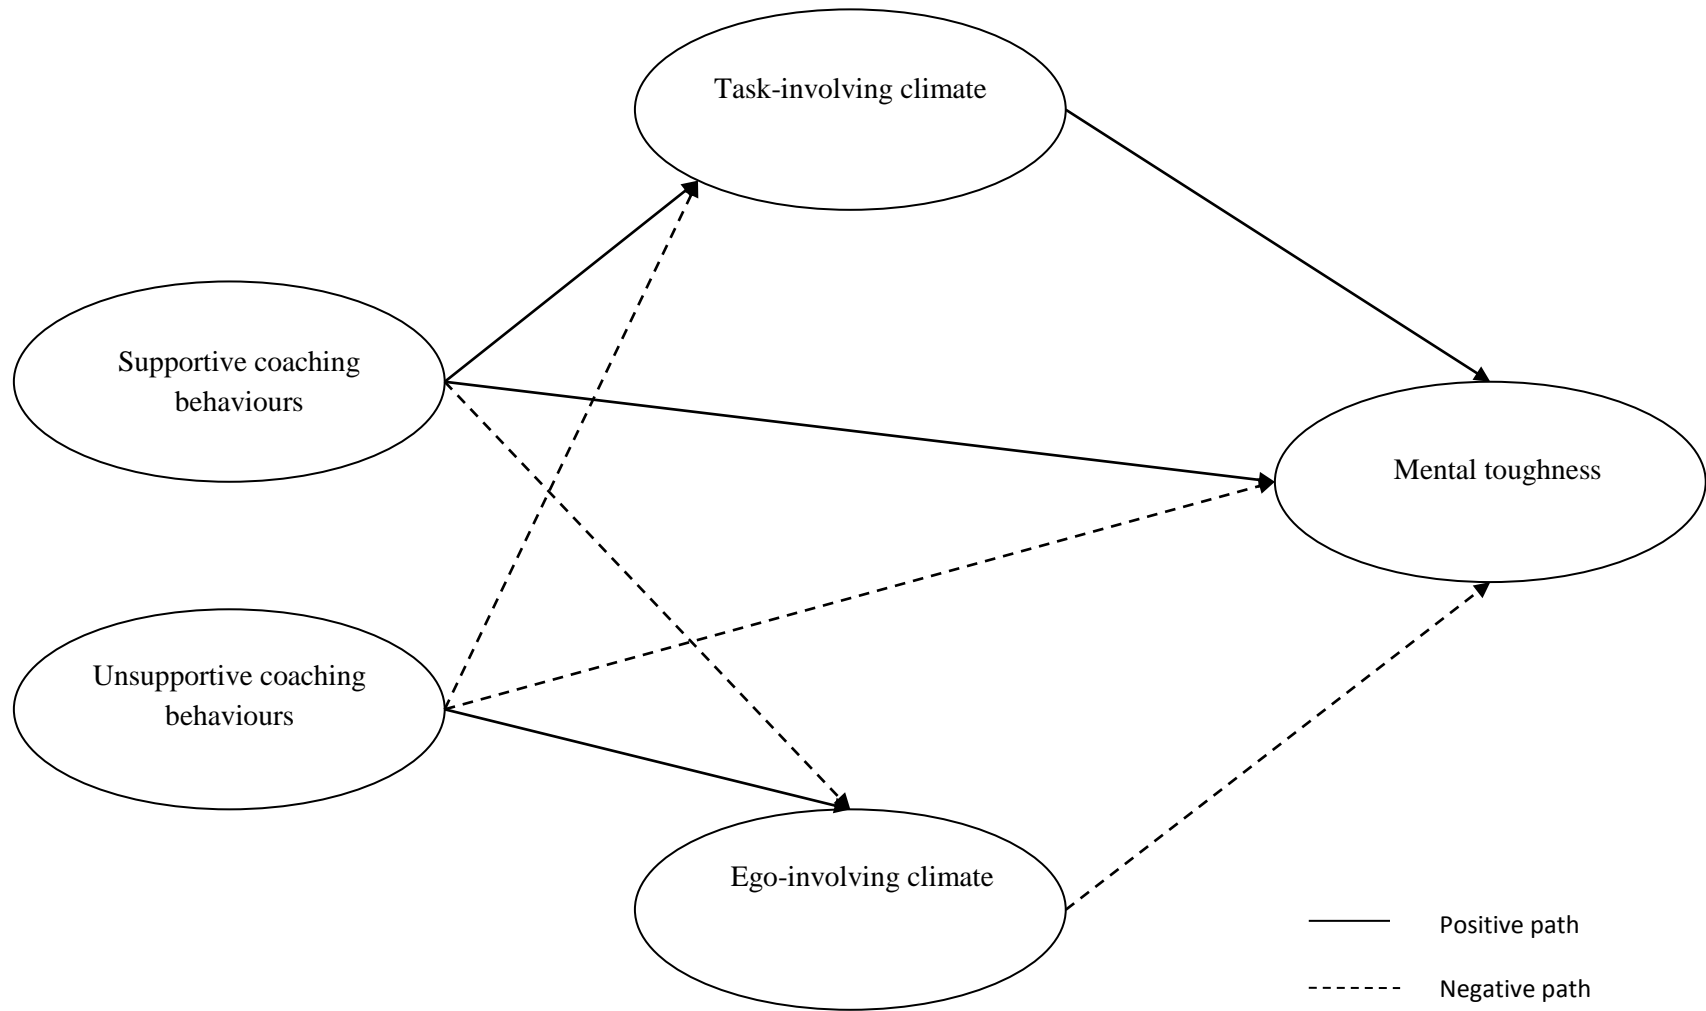 Task-involving climate
Supportive coaching
behaviours
Mental toughness
Unsupportive coaching
behaviours
Ego-involving climate
Positive path
Negative path